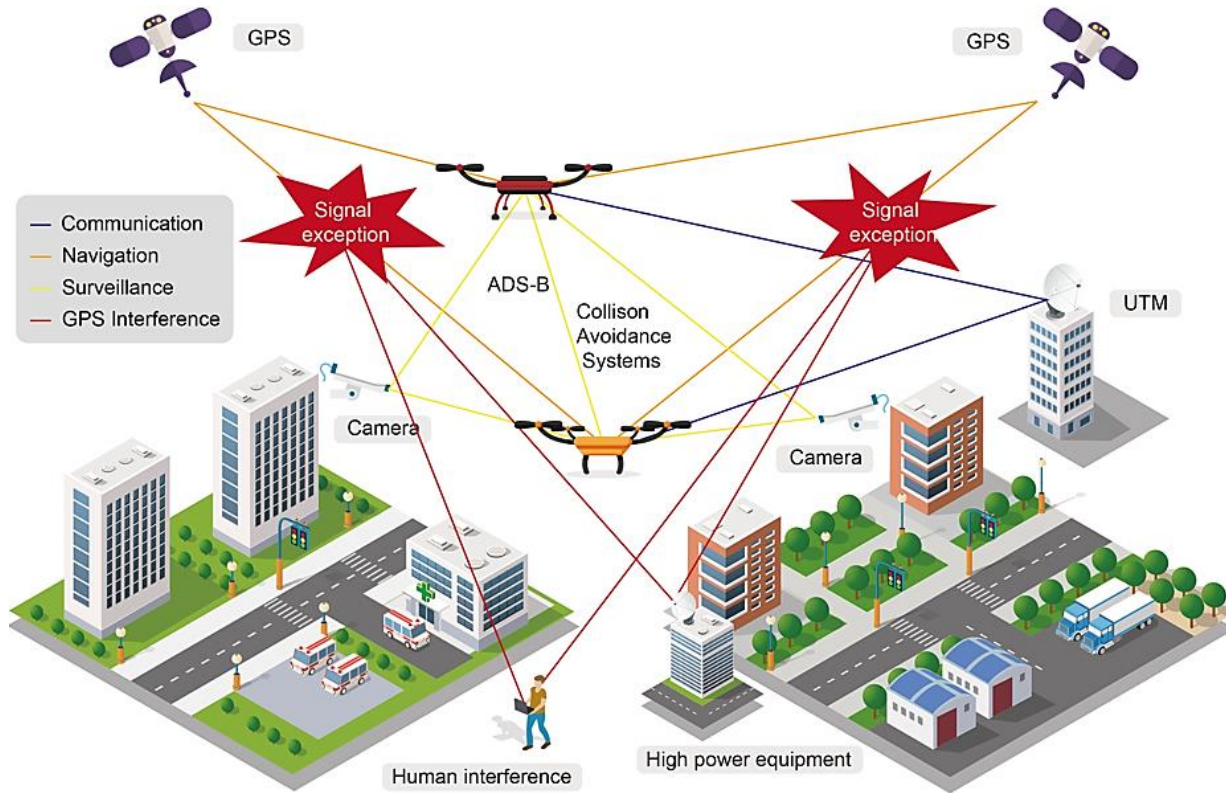 GPS
GPS
Signal
exception
Signal
exception
Communication
Navigation
Surveillance
GPS Interference
ADS-B
Collison
Avoidance
Systems
UTM
Camera
Camera
High power equipment
Human interference